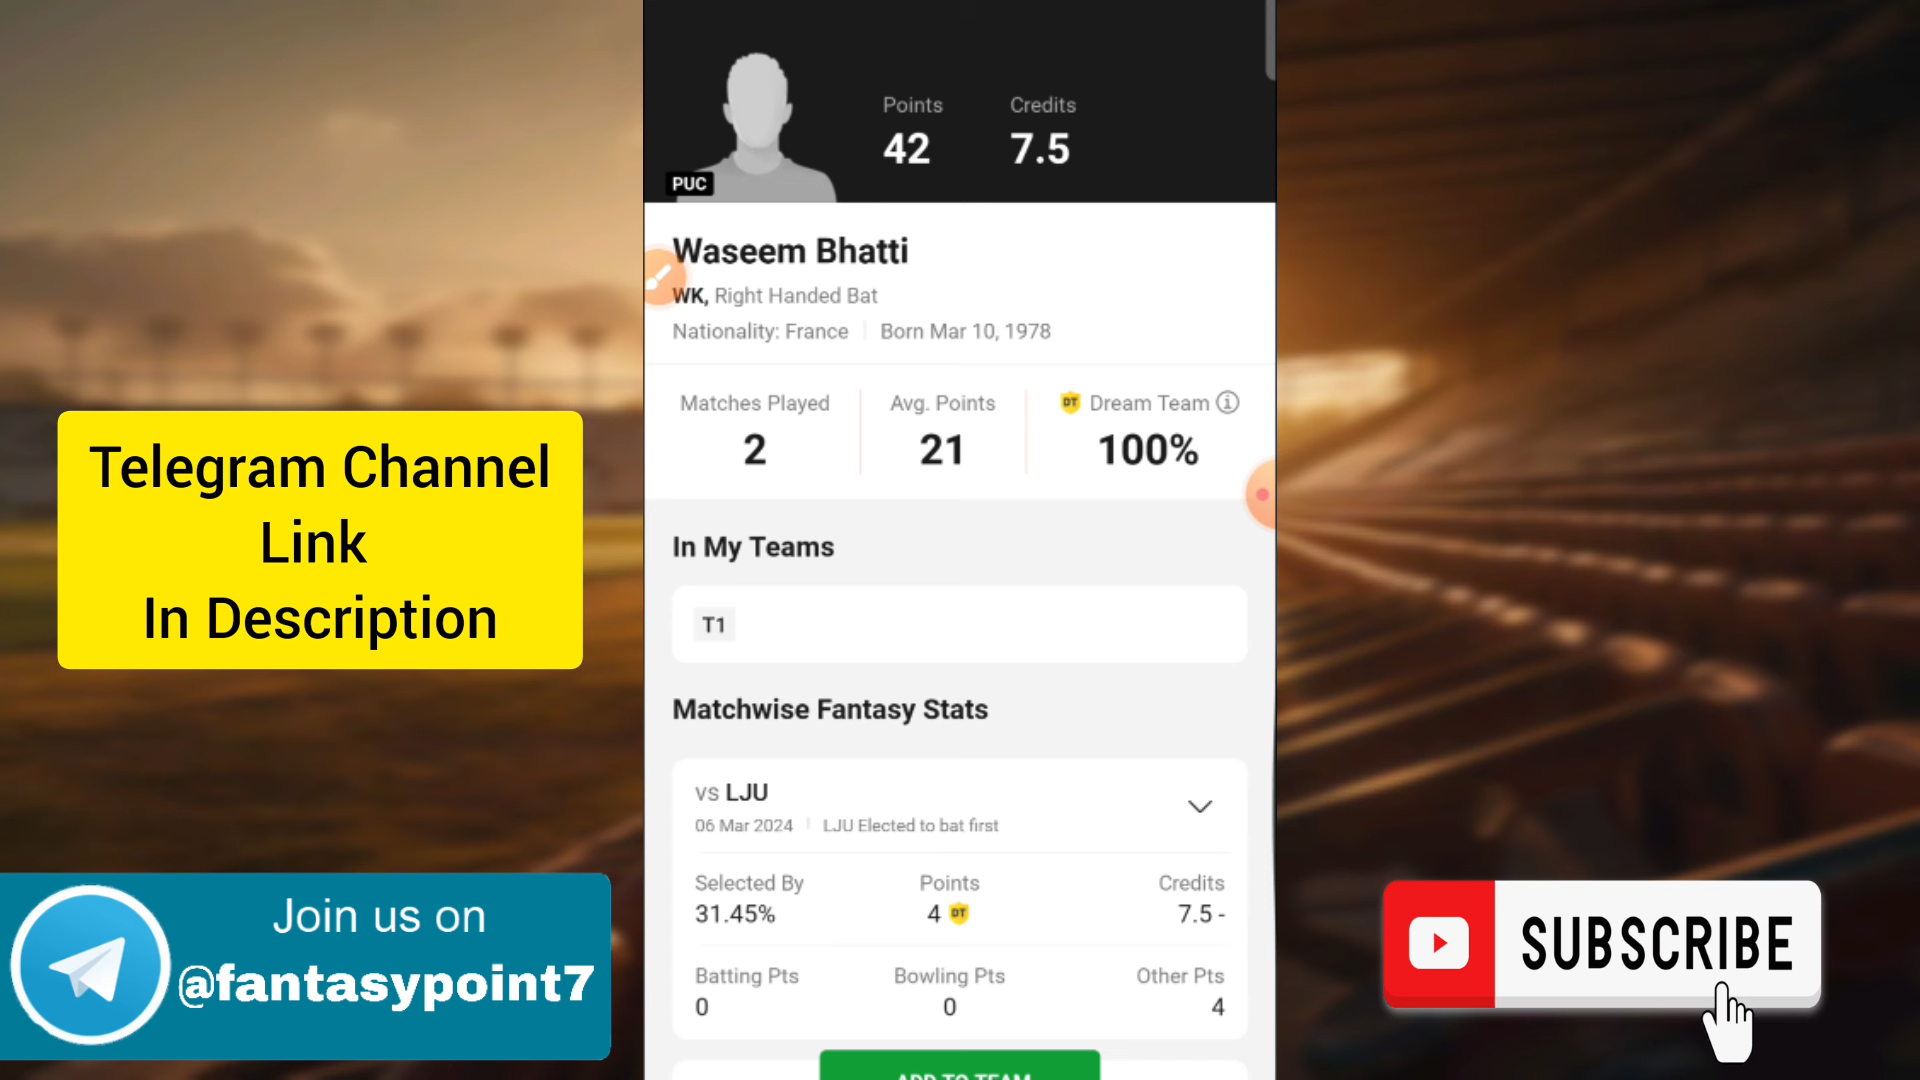 Points
Credits
42
7.5
PUC
Waseem Bhatti
WK, Right Handed Bat
Nationality: France
Born Mar 10, 1978
Matches Played
Avg. Points
DT Dream Team
2
21
100%
In My Teams
T1
Matchwise Fantasy Stats
vs LJU
06 Mar 2024
LJU Elected to bat first
Selected By
Points
Credits
31.45%
4 DT
7.5 -
Batting Pts
Bowling Pts
Other Pts
0
0
4
ADD TO TEAM
Telegram Channel
Link
In Description
Join us on
@fantasypoint7
SUBSCRIBE